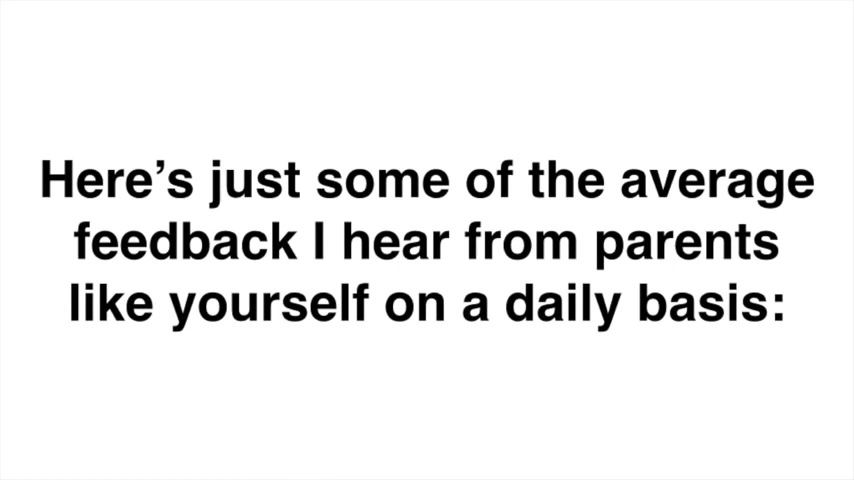 Here’s just some of the average
feedback I hear from parents
like yourself on a daily basis: